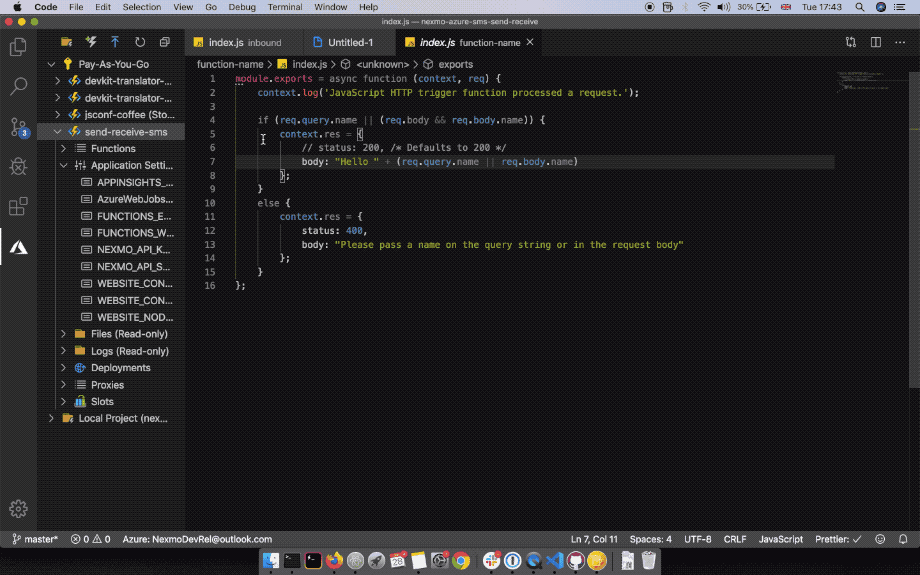 Code File Edit Selection View Go Debug Terminal Window Help 30% Tue 17:43
index.js — nexmo-azure-sms-send-receive
index.js inbound Untitled-1 index.js function-name
function-name > index.js > <unknown> > exports
Pay-As-You-Go
devkit-translator-...
devkit-translator-...
jsconf-coffee (Sto...
send-receive-sms
Functions
Application Setti...
APPINSIGHTS_...
AzureWebJobs...
FUNCTIONS_E...
FUNCTIONS_W...
NEXMO_API_K...
NEXMO_API_S...
WEBSITE_CON...
WEBSITE_CON...
WEBSITE_NOD...
Files (Read-only)
Logs (Read-only)
Deployments
Proxies
Slots
Local Project (nex...
3
1 module.exports = async function (context, req) {
2 context.log('JavaScript HTTP trigger function processed a request.');
3
4 if (req.query.name || (req.body && req.body.name)) {
5 context.res = {
6 // status: 200, /* Defaults to 200 */
7 body: "Hello " + (req.query.name || req.body.name)
8 };
9 }
10 else {
11 context.res = {
12 status: 400,
13 body: "Please pass a name on the query string or in the request body"
14 };
15 }
16 };
master* 0 0 Azure: NexmoDevRel@outlook.com Ln 7, Col 11 Spaces: 4 UTF-8 CRLF JavaScript Prettier: ✓
28